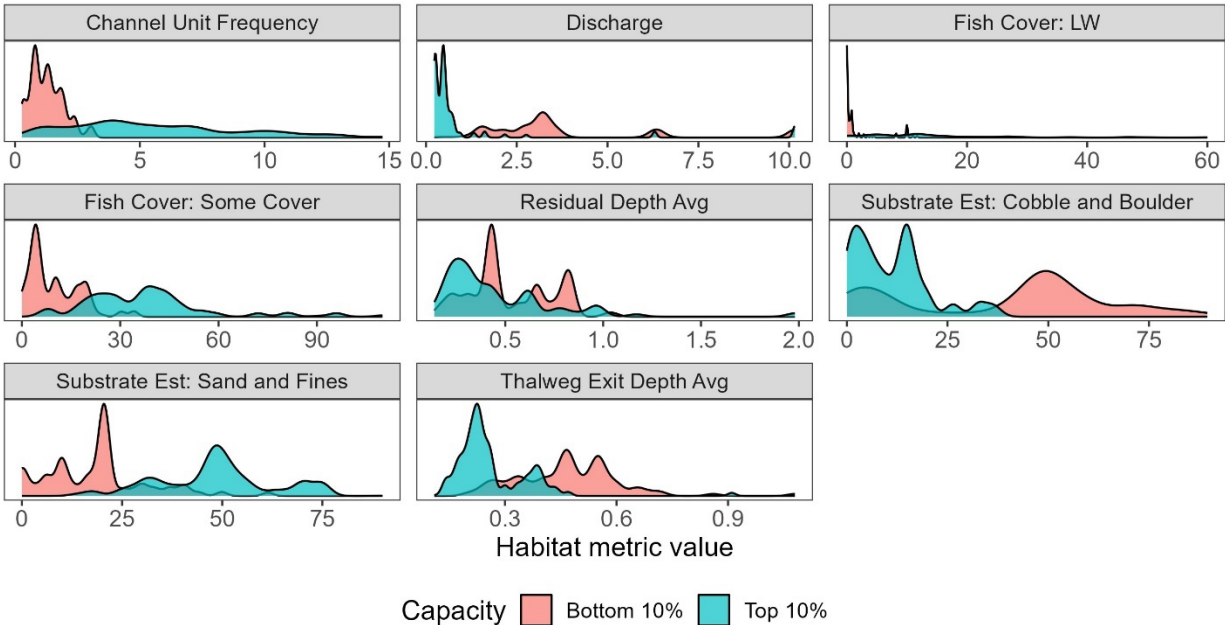 Channel Unit Frequency
Discharge
Fish Cover: LW
0 5 10 15
0.0 2.5 5.0 7.5 10.0
0 20 40 60
Fish Cover: Some Cover
Residual Depth Avg
Substrate Est: Cobble and Boulder
0 30 60 90
0.5 1.0 1.5 2.0
0 25 50 75
Substrate Est: Sand and Fines
Thalweg Exit Depth Avg
0 25 50 75
0.3 0.6 0.9
Habitat metric value
Capacity Bottom 10% Top 10%